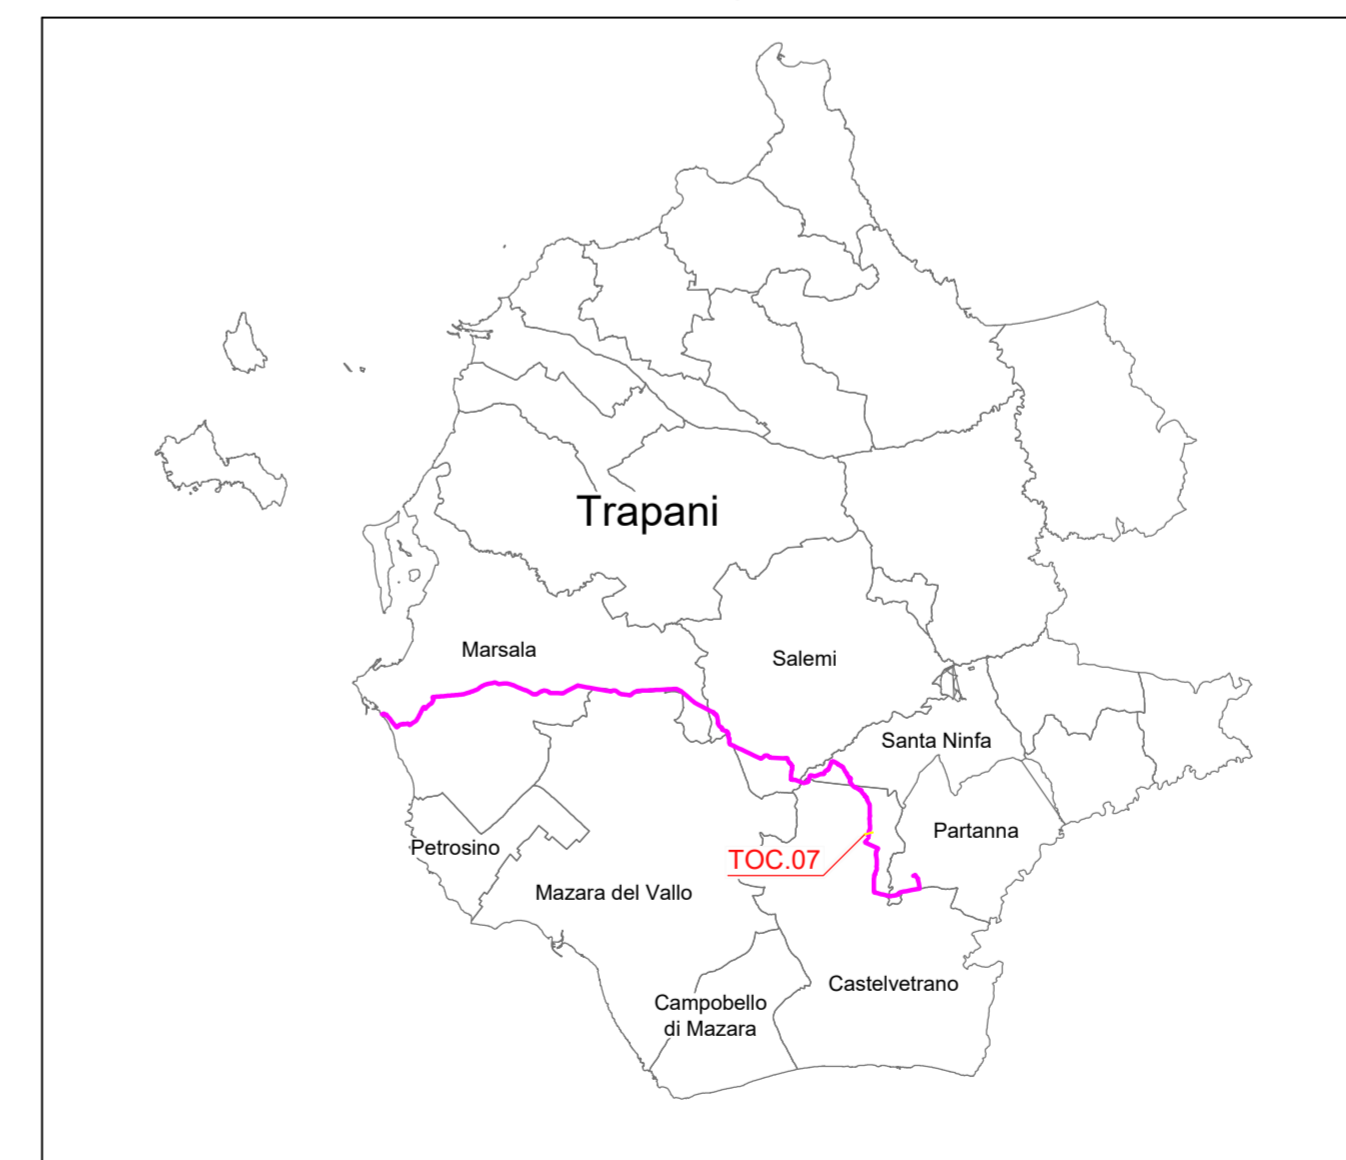 Trapani
Marsala
Salemi
Santa Ninfa
Partanna
Petrosino
TOC.07
Mazara del Vallo
Castelvetrano
Campobello
di Mazara